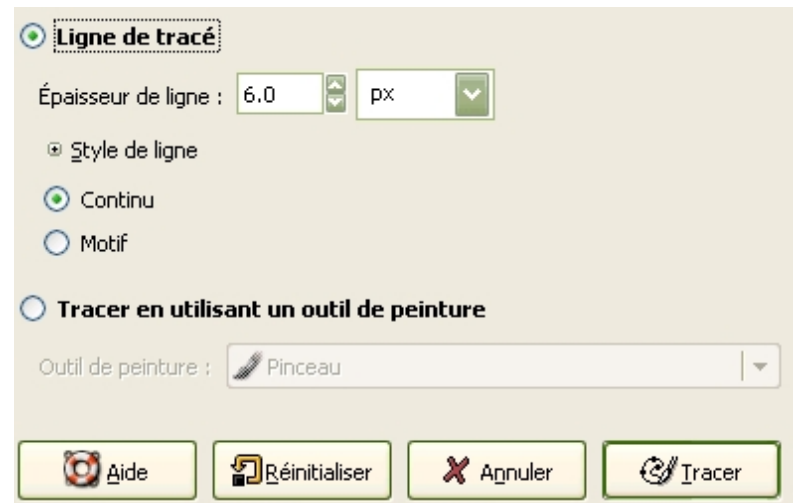 Ligne de tracé
Épaisseur de ligne : 6.0 px
Style de ligne
Continu
Motif
Tracer en utilisant un outil de peinture
Outil de peinture : Pinceau
Aide Réinitialiser Annuler Tracer